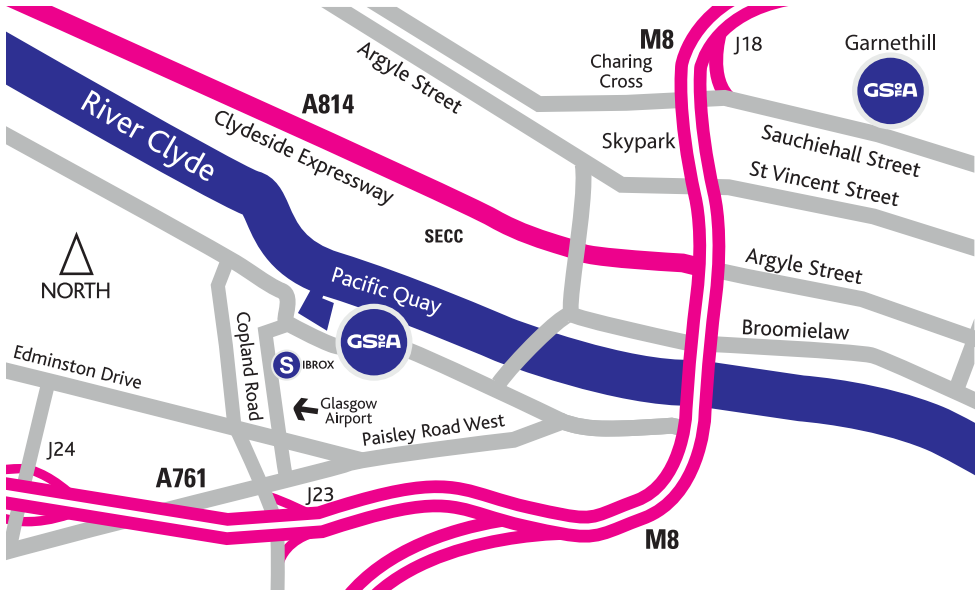 M8
J18
Garnethill
GSofA
Charing
Cross
Argyle Street
A814
Clydeside Expressway
River Clyde
Skypark
Sauchiehall Street
St Vincent Street
SECC
Argyle Street
Pacific Quay
NORTH
Broomielaw
GSofA
Copland Road
S IBROX
Edminston Drive
Glasgow
Airport
Paisley Road West
J24
A761
J23
M8